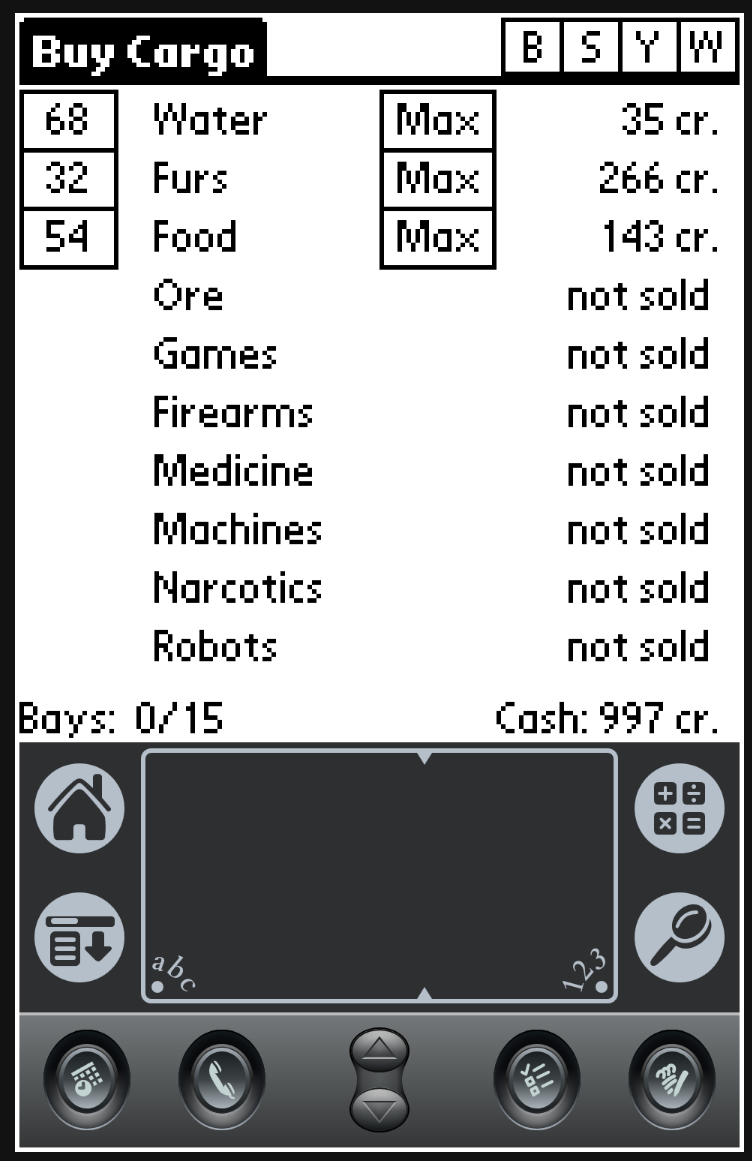 Buy Cargo B S Y W
68 Water Max 35 cr.
32 Furs Max 266 cr.
54 Food Max 143 cr.
Ore not sold
Games not sold
Firearms not sold
Medicine not sold
Machines not sold
Narcotics not sold
Robots not sold
Bays: 0/15 Cash: 997 cr.
+ ÷
× =
abc 123